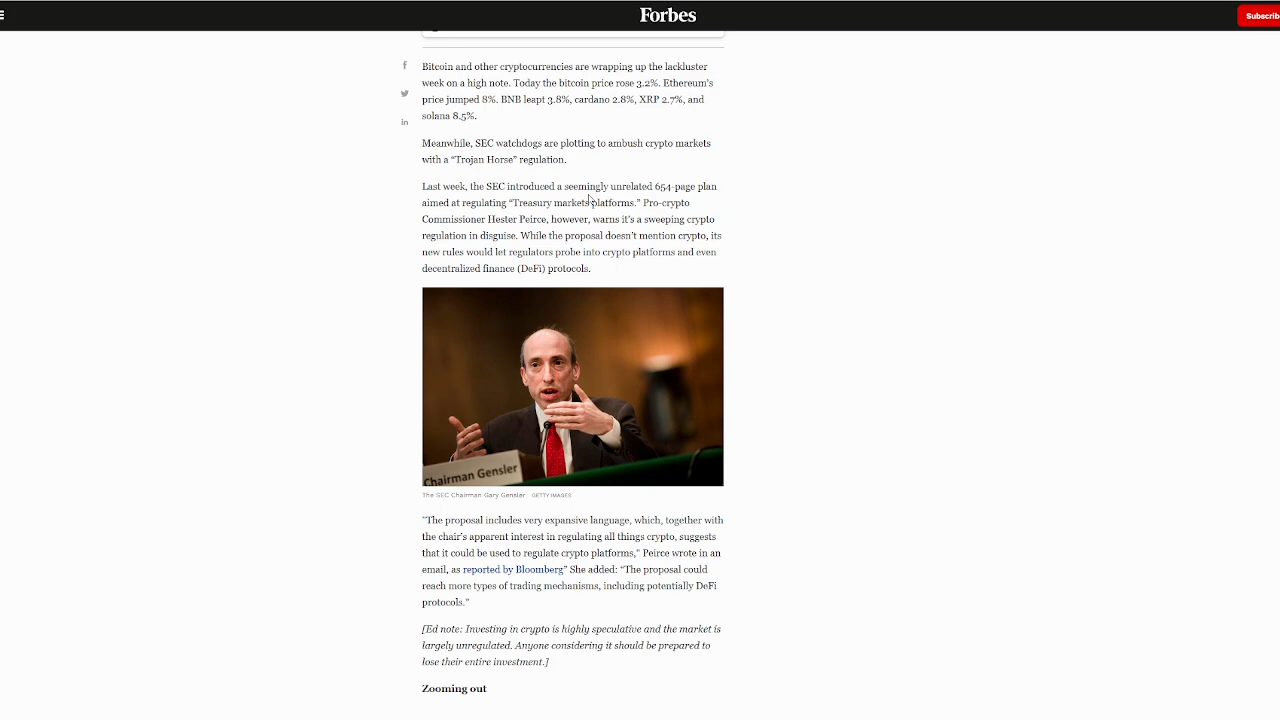 Forbes
Subscrib
Bitcoin and other cryptocurrencies are wrapping up the lackluster
week on a high note. Today the bitcoin price rose 3.2%. Ethereum's
price jumped 8%. BNB leapt 3.8%, cardano 2.8%, XRP 2.7%, and
solana 8.5%.
Meanwhile, SEC watchdogs are plotting to ambush crypto markets
with a “Trojan Horse” regulation.
Last week, the SEC introduced a seemingly unrelated 654-page plan
aimed at regulating “Treasury markets platforms.” Pro-crypto
Commissioner Hester Peirce, however, warns it's a sweeping crypto
regulation in disguise. While the proposal doesn't mention crypto, its
new rules would let regulators probe into crypto platforms and even
decentralized finance (DeFi) protocols.
Chairman Gensler
The SEC Chairman Gary Gensler GETTY IMAGES
"The proposal includes very expansive language, which, together with
the chair's apparent interest in regulating all things crypto, suggests
that it could be used to regulate crypto platforms," Peirce wrote in an
email, as reported by Bloomberg” She added: “The proposal could
reach more types of trading mechanisms, including potentially DeFi
protocols.”
[Ed note: Investing in crypto is highly speculative and the market is
largely unregulated. Anyone considering it should be prepared to
lose their entire investment.]
Zooming out